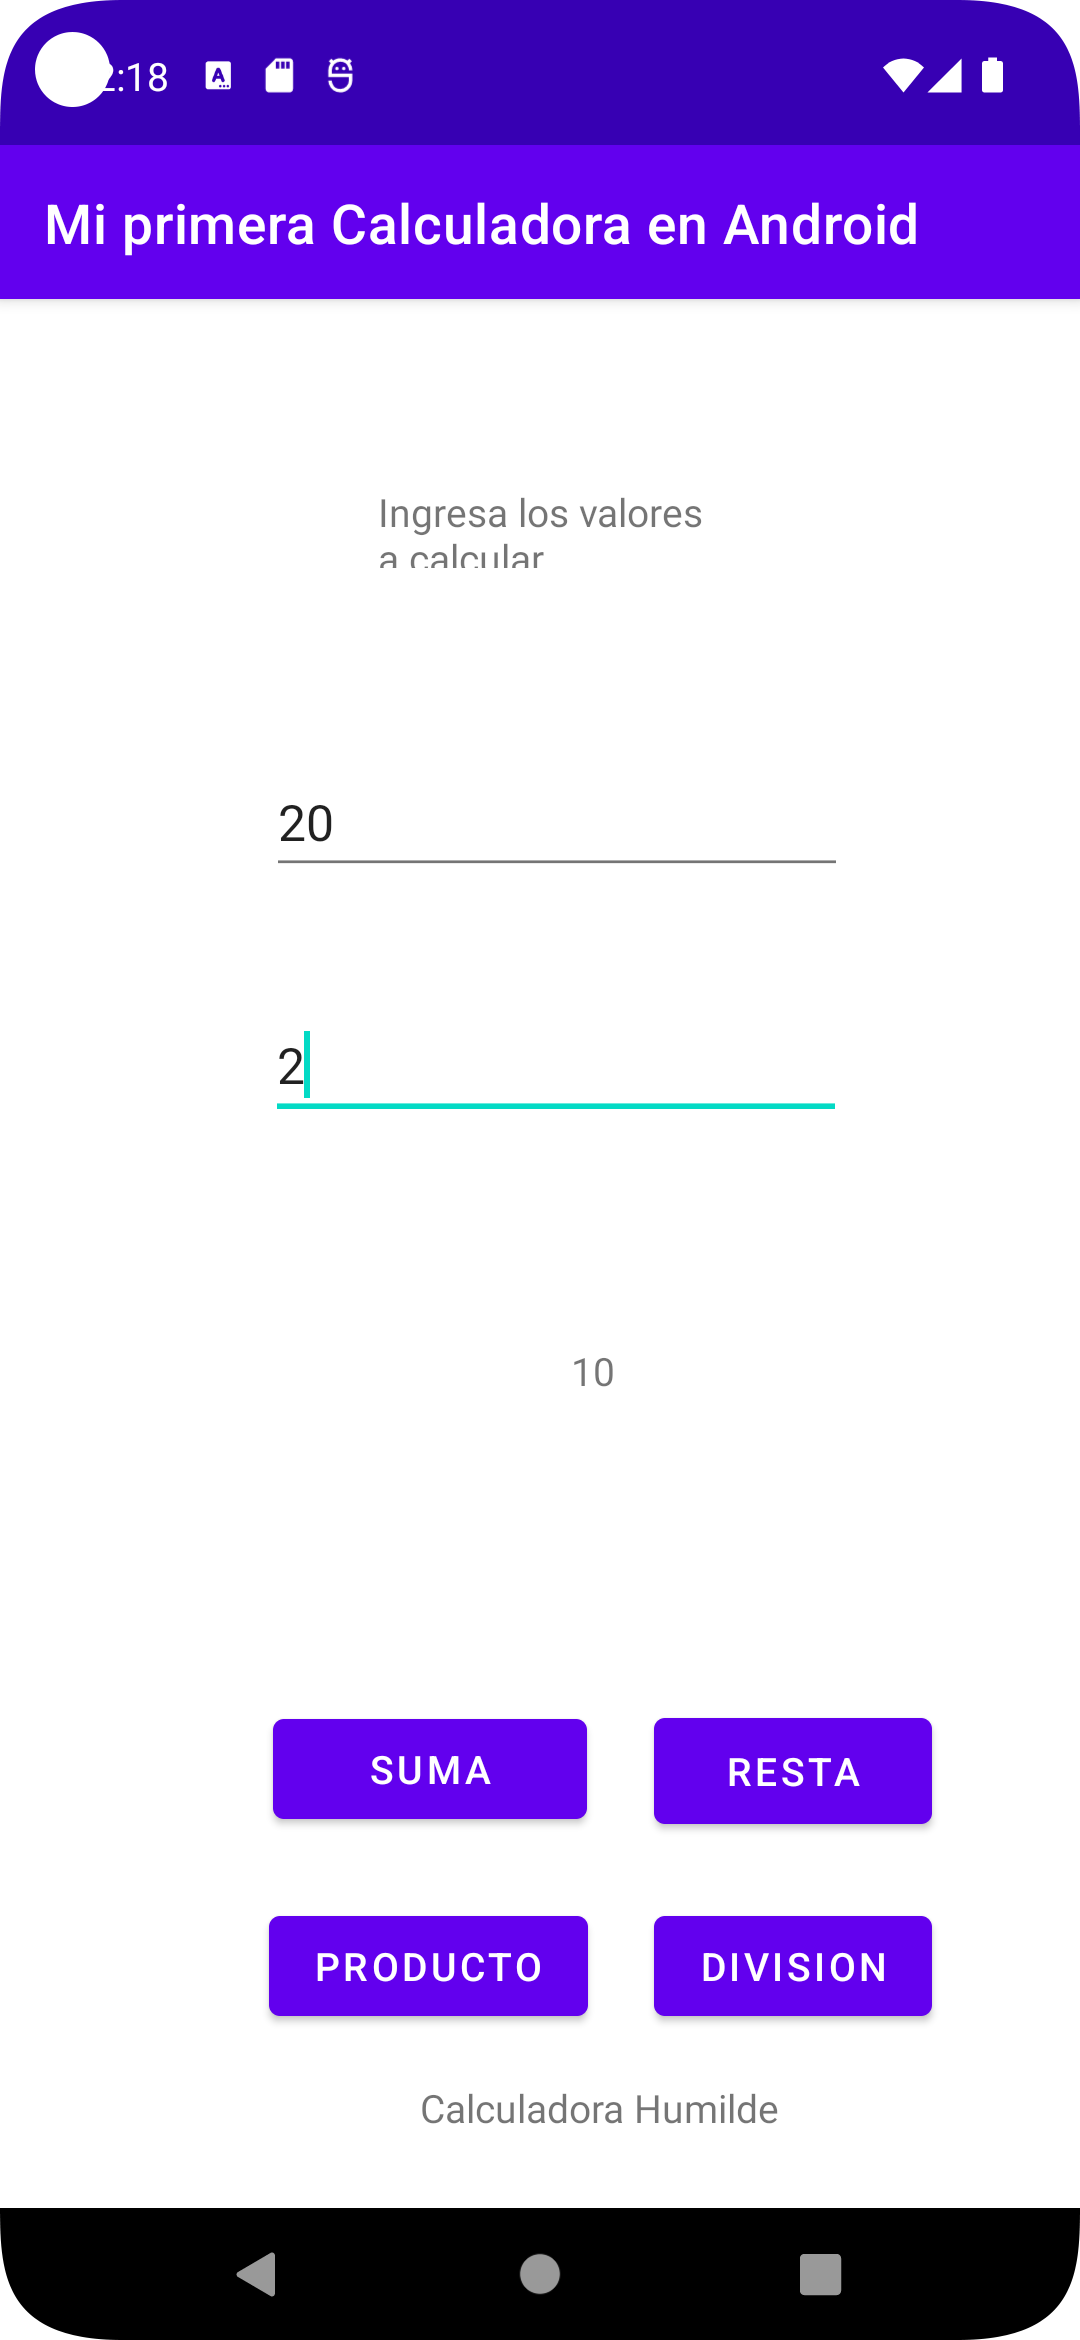 :18
Mi primera Calculadora en Android
Ingresa los valores
a calcular
20
2
10
SUMA
RESTA
PRODUCTO
DIVISION
Calculadora Humilde